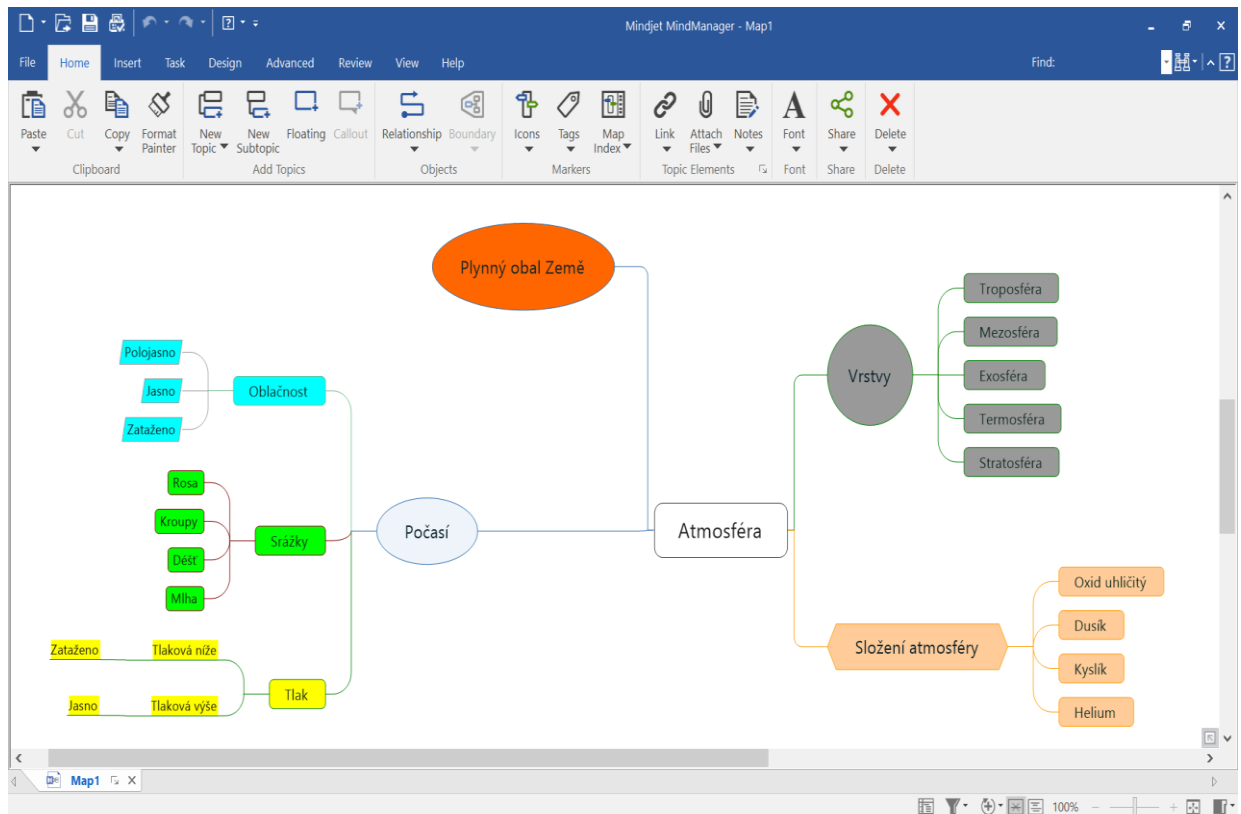 Mindjet MindManager - Map1
File Home Insert Task Design Advanced Review View Help Find:
Paste Cut Copy Format Painter New Topic New Subtopic Floating Callout Relationship Boundary Icons Tags Map Index Link Attach Files Notes Font Share Delete
Clipboard Add Topics Objects Markers Topic Elements Font Share Delete
Plynný obal Země
Polojasno
Jasno
Zataženo
Oblačnost
Rosa
Kroupy
Déšť
Mlha
Srážky
Zataženo Tlaková níže
Jasno Tlaková výše
Tlak
Počasí
Atmosféra
Vrstvy
Troposféra
Mezosféra
Exosféra
Termosféra
Stratosféra
Složení atmosféry
Oxid uhličitý
Dusík
Kyslík
Helium
Map1
100%